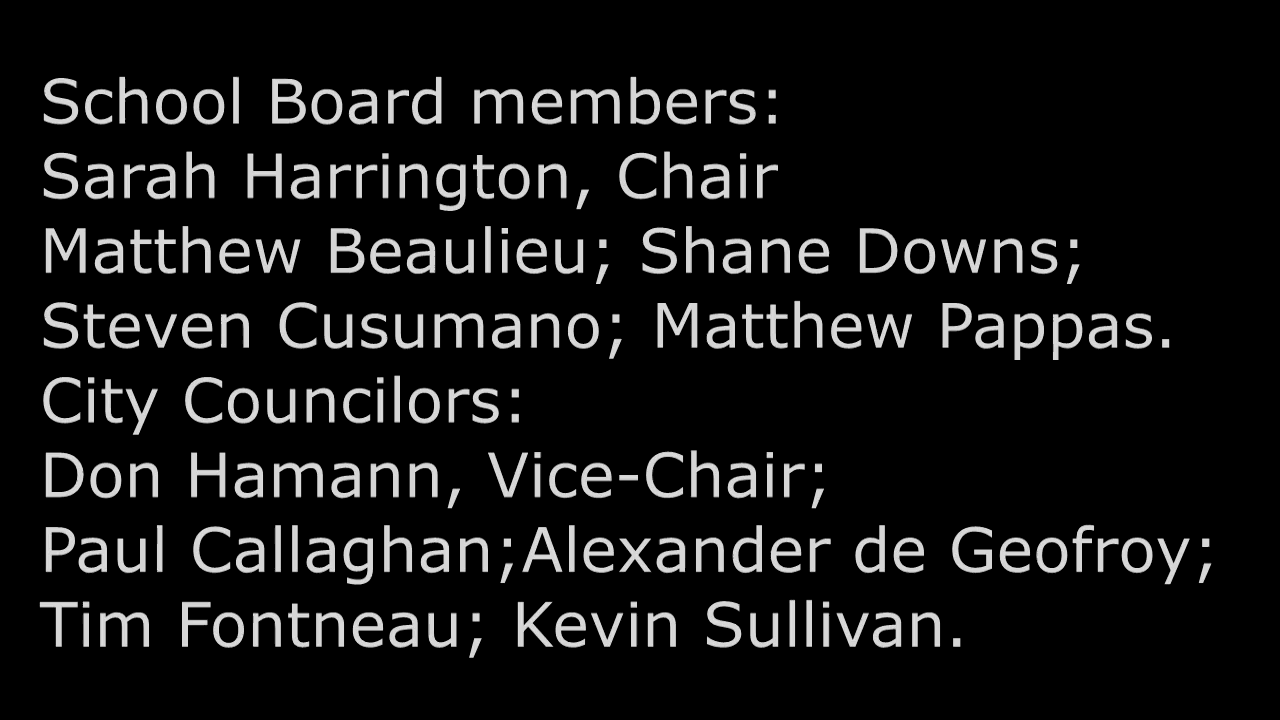 School Board members:
Sarah Harrington, Chair
Matthew Beaulieu; Shane Downs;
Steven Cusumano; Matthew Pappas.
City Councilors:
Don Hamann, Vice-Chair;
Paul Callaghan;Alexander de Geofroy;
Tim Fontneau; Kevin Sullivan.